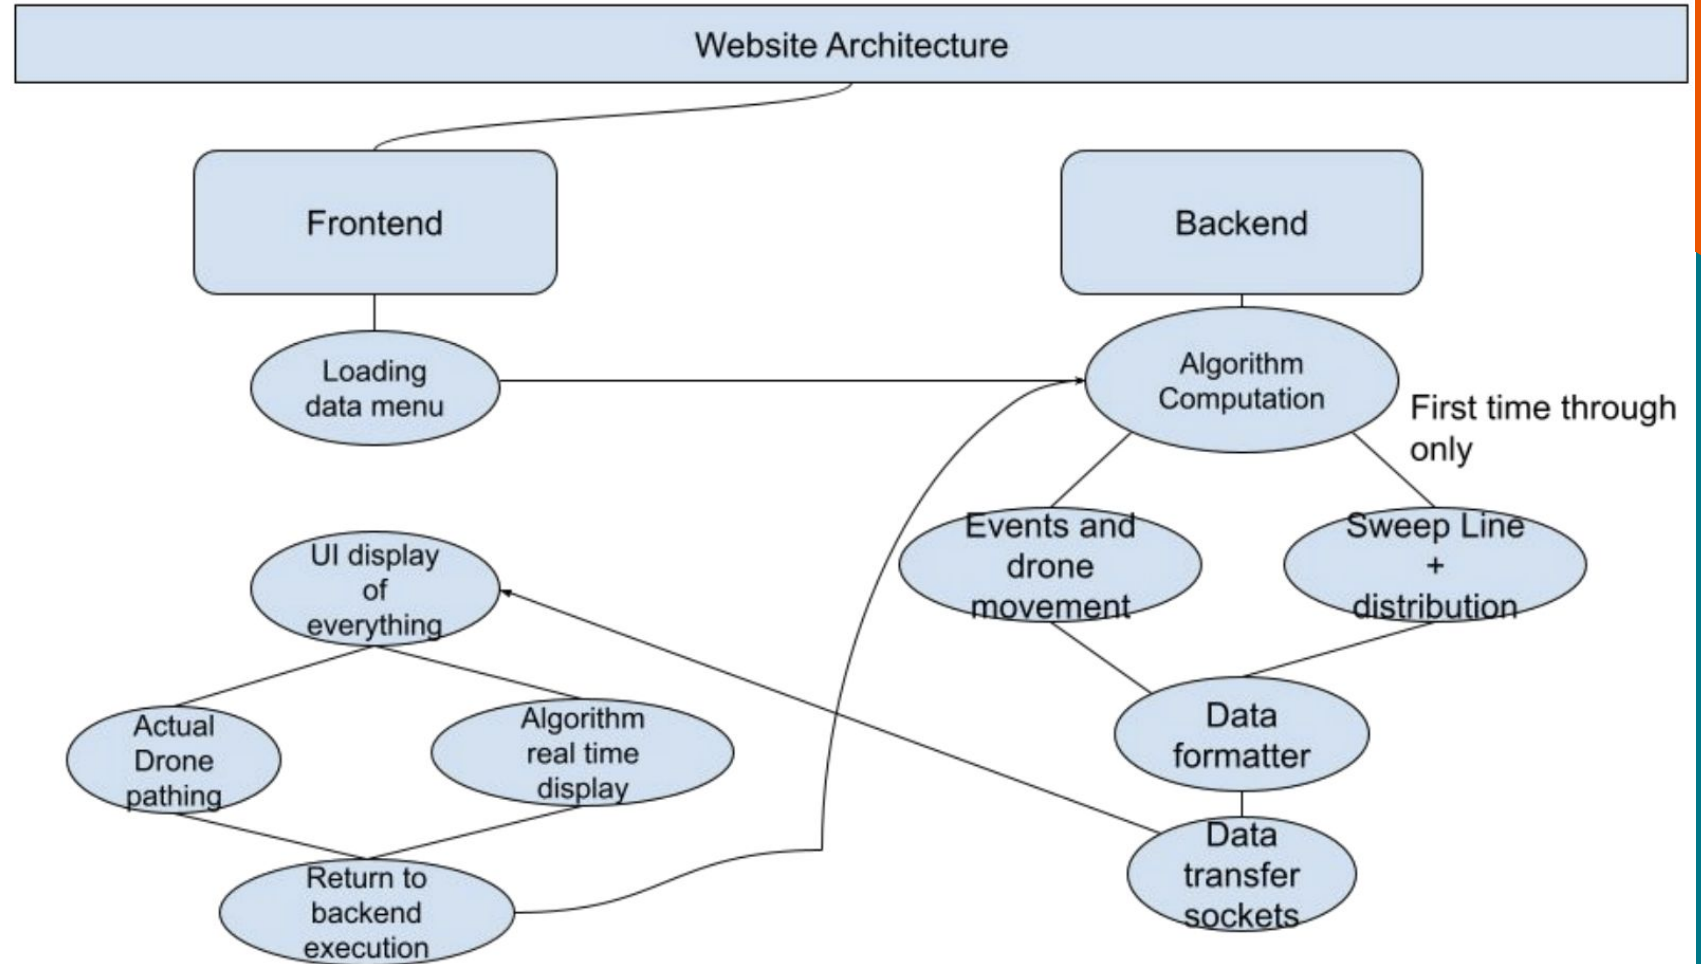 Website Architecture
Frontend
Backend
Loading
data menu
Algorithm
Computation
First time through
only
Events and
drone
movement
Sweep Line
+
distribution
UI display
of
everything
Actual
Drone
pathing
Algorithm
real time
display
Data
formatter
Data
transfer
sockets
Return to
backend
execution